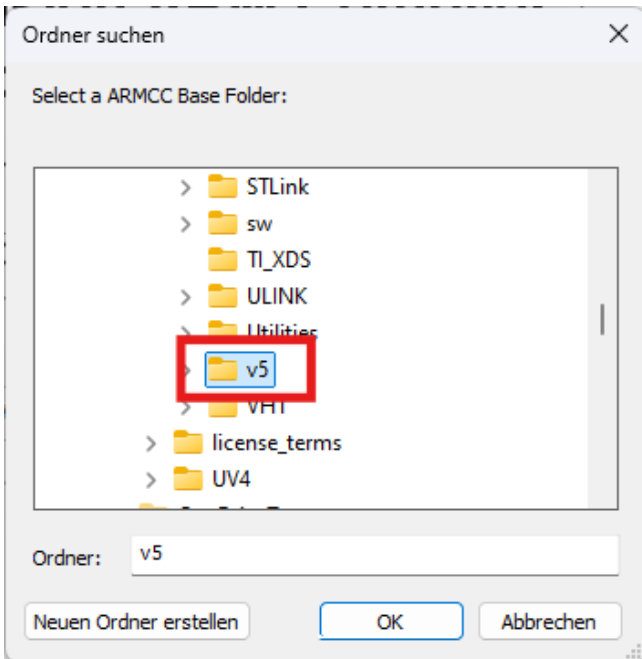 Ordner suchen
Select a ARMCC Base Folder:
STLink
sw
TI_XDS
ULINK
Utilities
v5
VHT
license_terms
UV4
Ordner: v5
Neuen Ordner erstellen OK Abbrechen